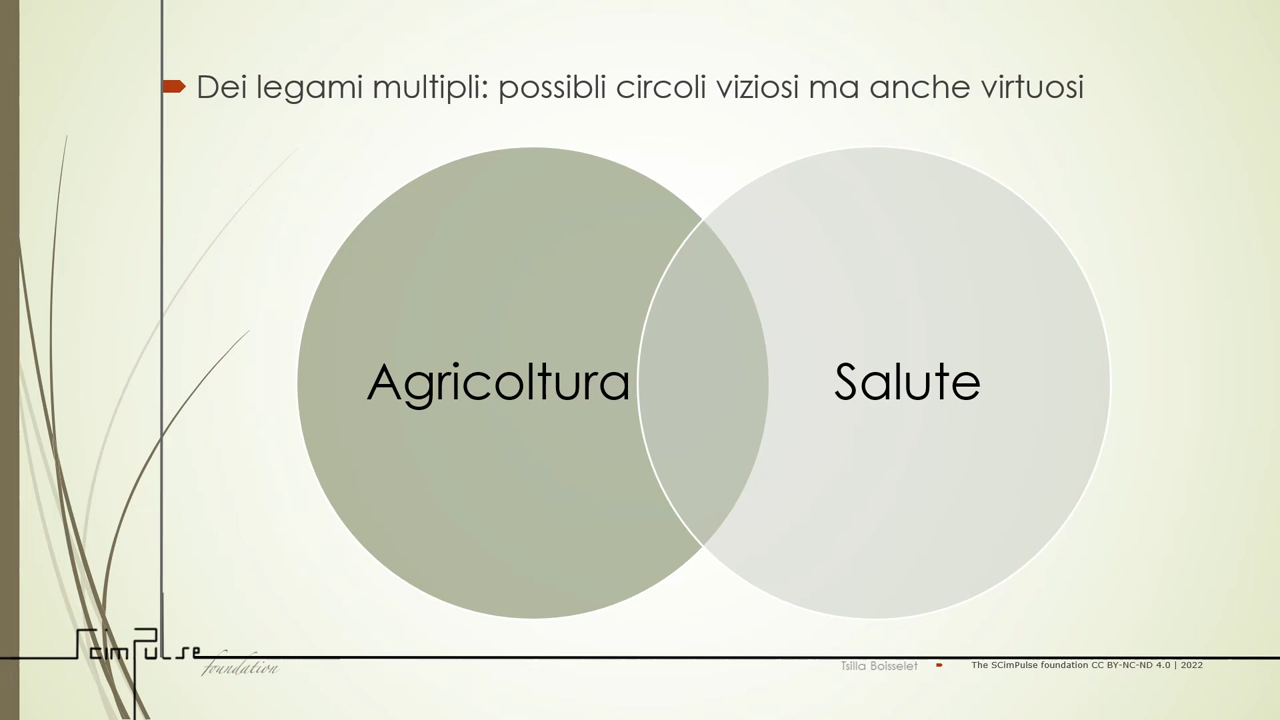 Dei legami multipli: possibli circoli viziosi ma anche virtuosi
Agricoltura
Salute
ScimPulse
foundation
Tsilla Boisselet
The SCimPulse foundation CC BY-NC-ND 4.0 | 2022